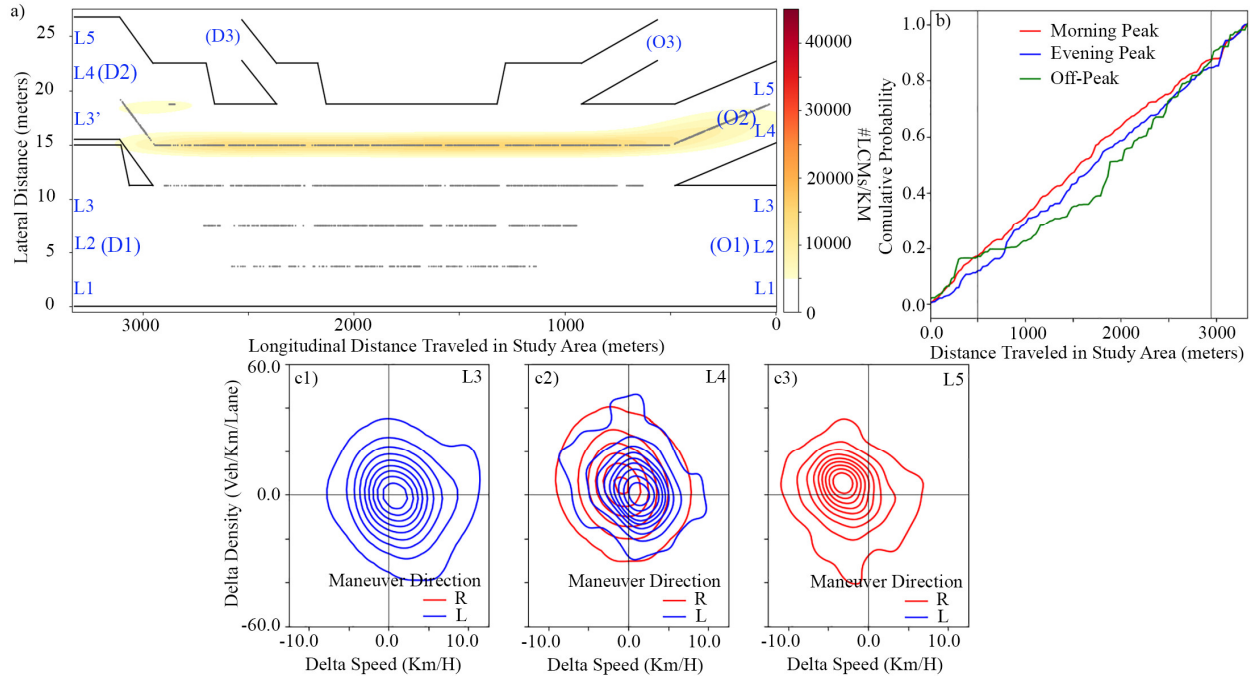 a)
25
20
15
10
5
0
Lateral Distance (meters)
L5
L4 (D2)
L3'
L3
L2 (D1)
L1
(D3)
(O3)
L5
(O2)
L4
L3
(O1) L2
L1
3000
2000
1000
0
Longitudinal Distance Traveled in Study Area (meters)
40000
30000
20000
10000
0
#LCMs/KM
b)
Morning Peak
Evening Peak
Off-Peak
1.0
0.8
0.6
0.4
0.2
0.0
Comulative Probability
0.0
1000
2000
3000
Distance Traveled in Study Area (meters)
60.0
0.0
-60.0
Delta Density (Veh/Km/Lane)
c1)
L3
Maneuver Direction
R
L
-10.0
0.0
10.0
Delta Speed (Km/H)
c2)
L4
Maneuver Direction
R
L
-10.0
0.0
10.0
Delta Speed (Km/H)
c3)
L5
Maneuver Direction
R
L
-10.0
0.0
10.0
Delta Speed (Km/H)